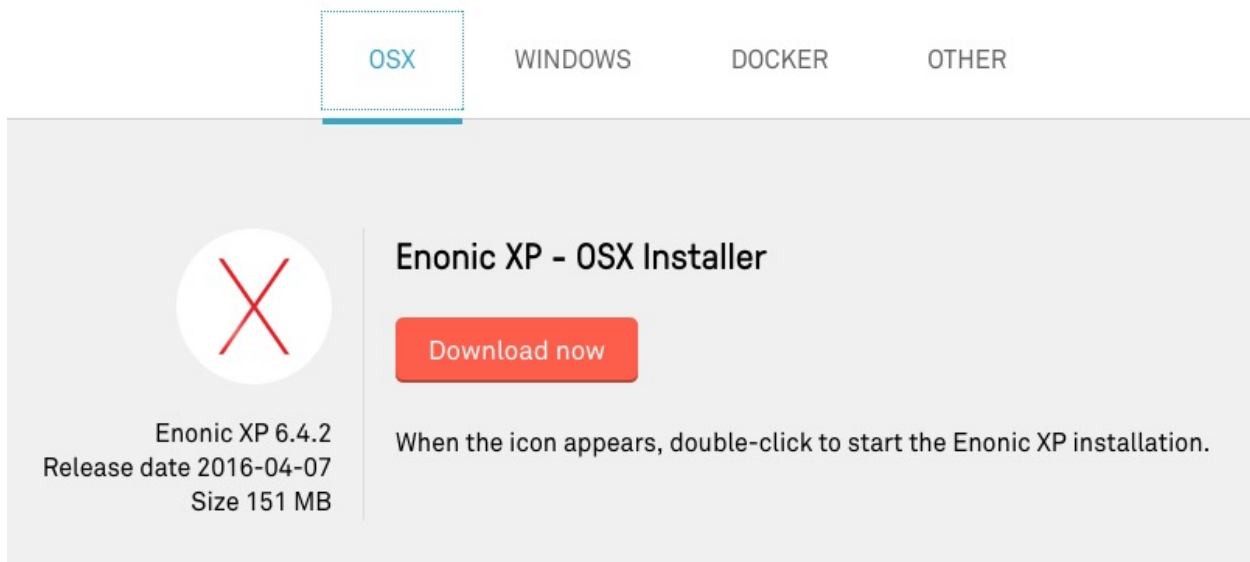 OSX WINDOWS DOCKER OTHER
Enonic XP - OSX Installer
Download now
When the icon appears, double-click to start the Enonic XP installation.
Enonic XP 6.4.2
Release date 2016-04-07
Size 151 MB